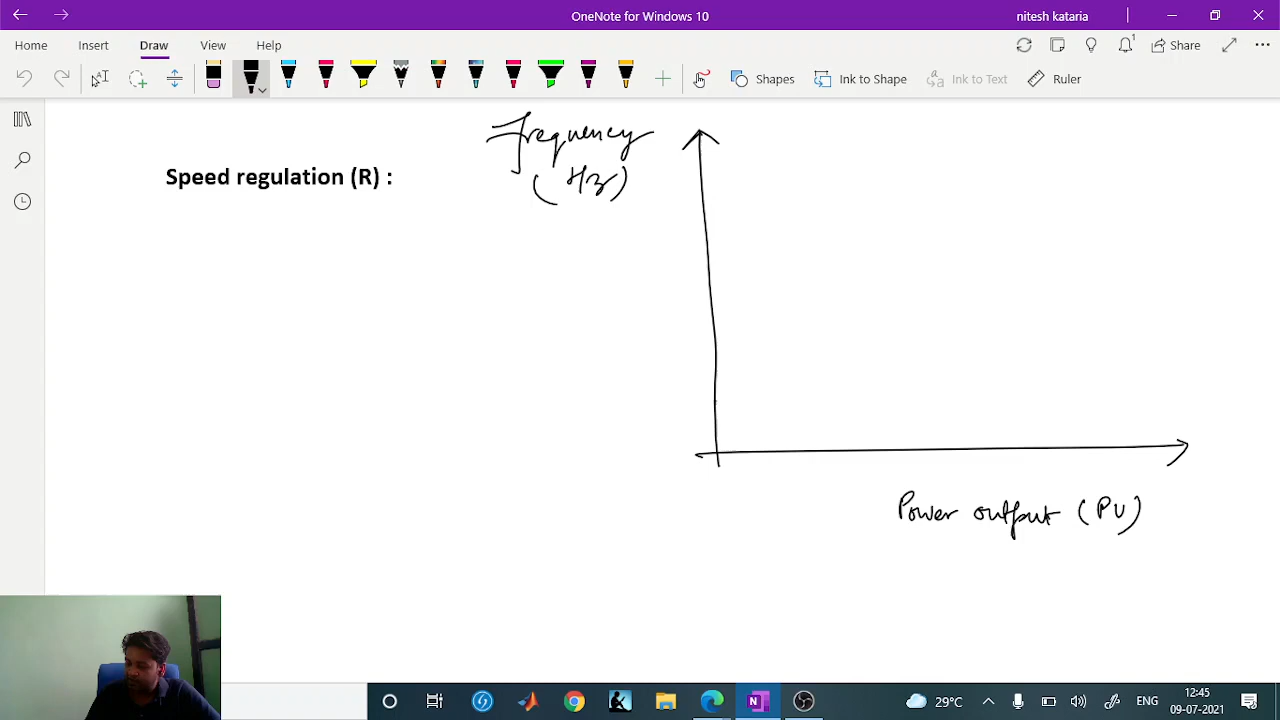 OneNote for Windows 10
nitesh kataria
Home Insert Draw View Help
Share
Shapes
Ink to Shape
Ink to Text
Ruler
Frequency
(Hz)
Speed regulation (R) :
Power output (PU)
29°C
ENG
12:45
09-07-2021